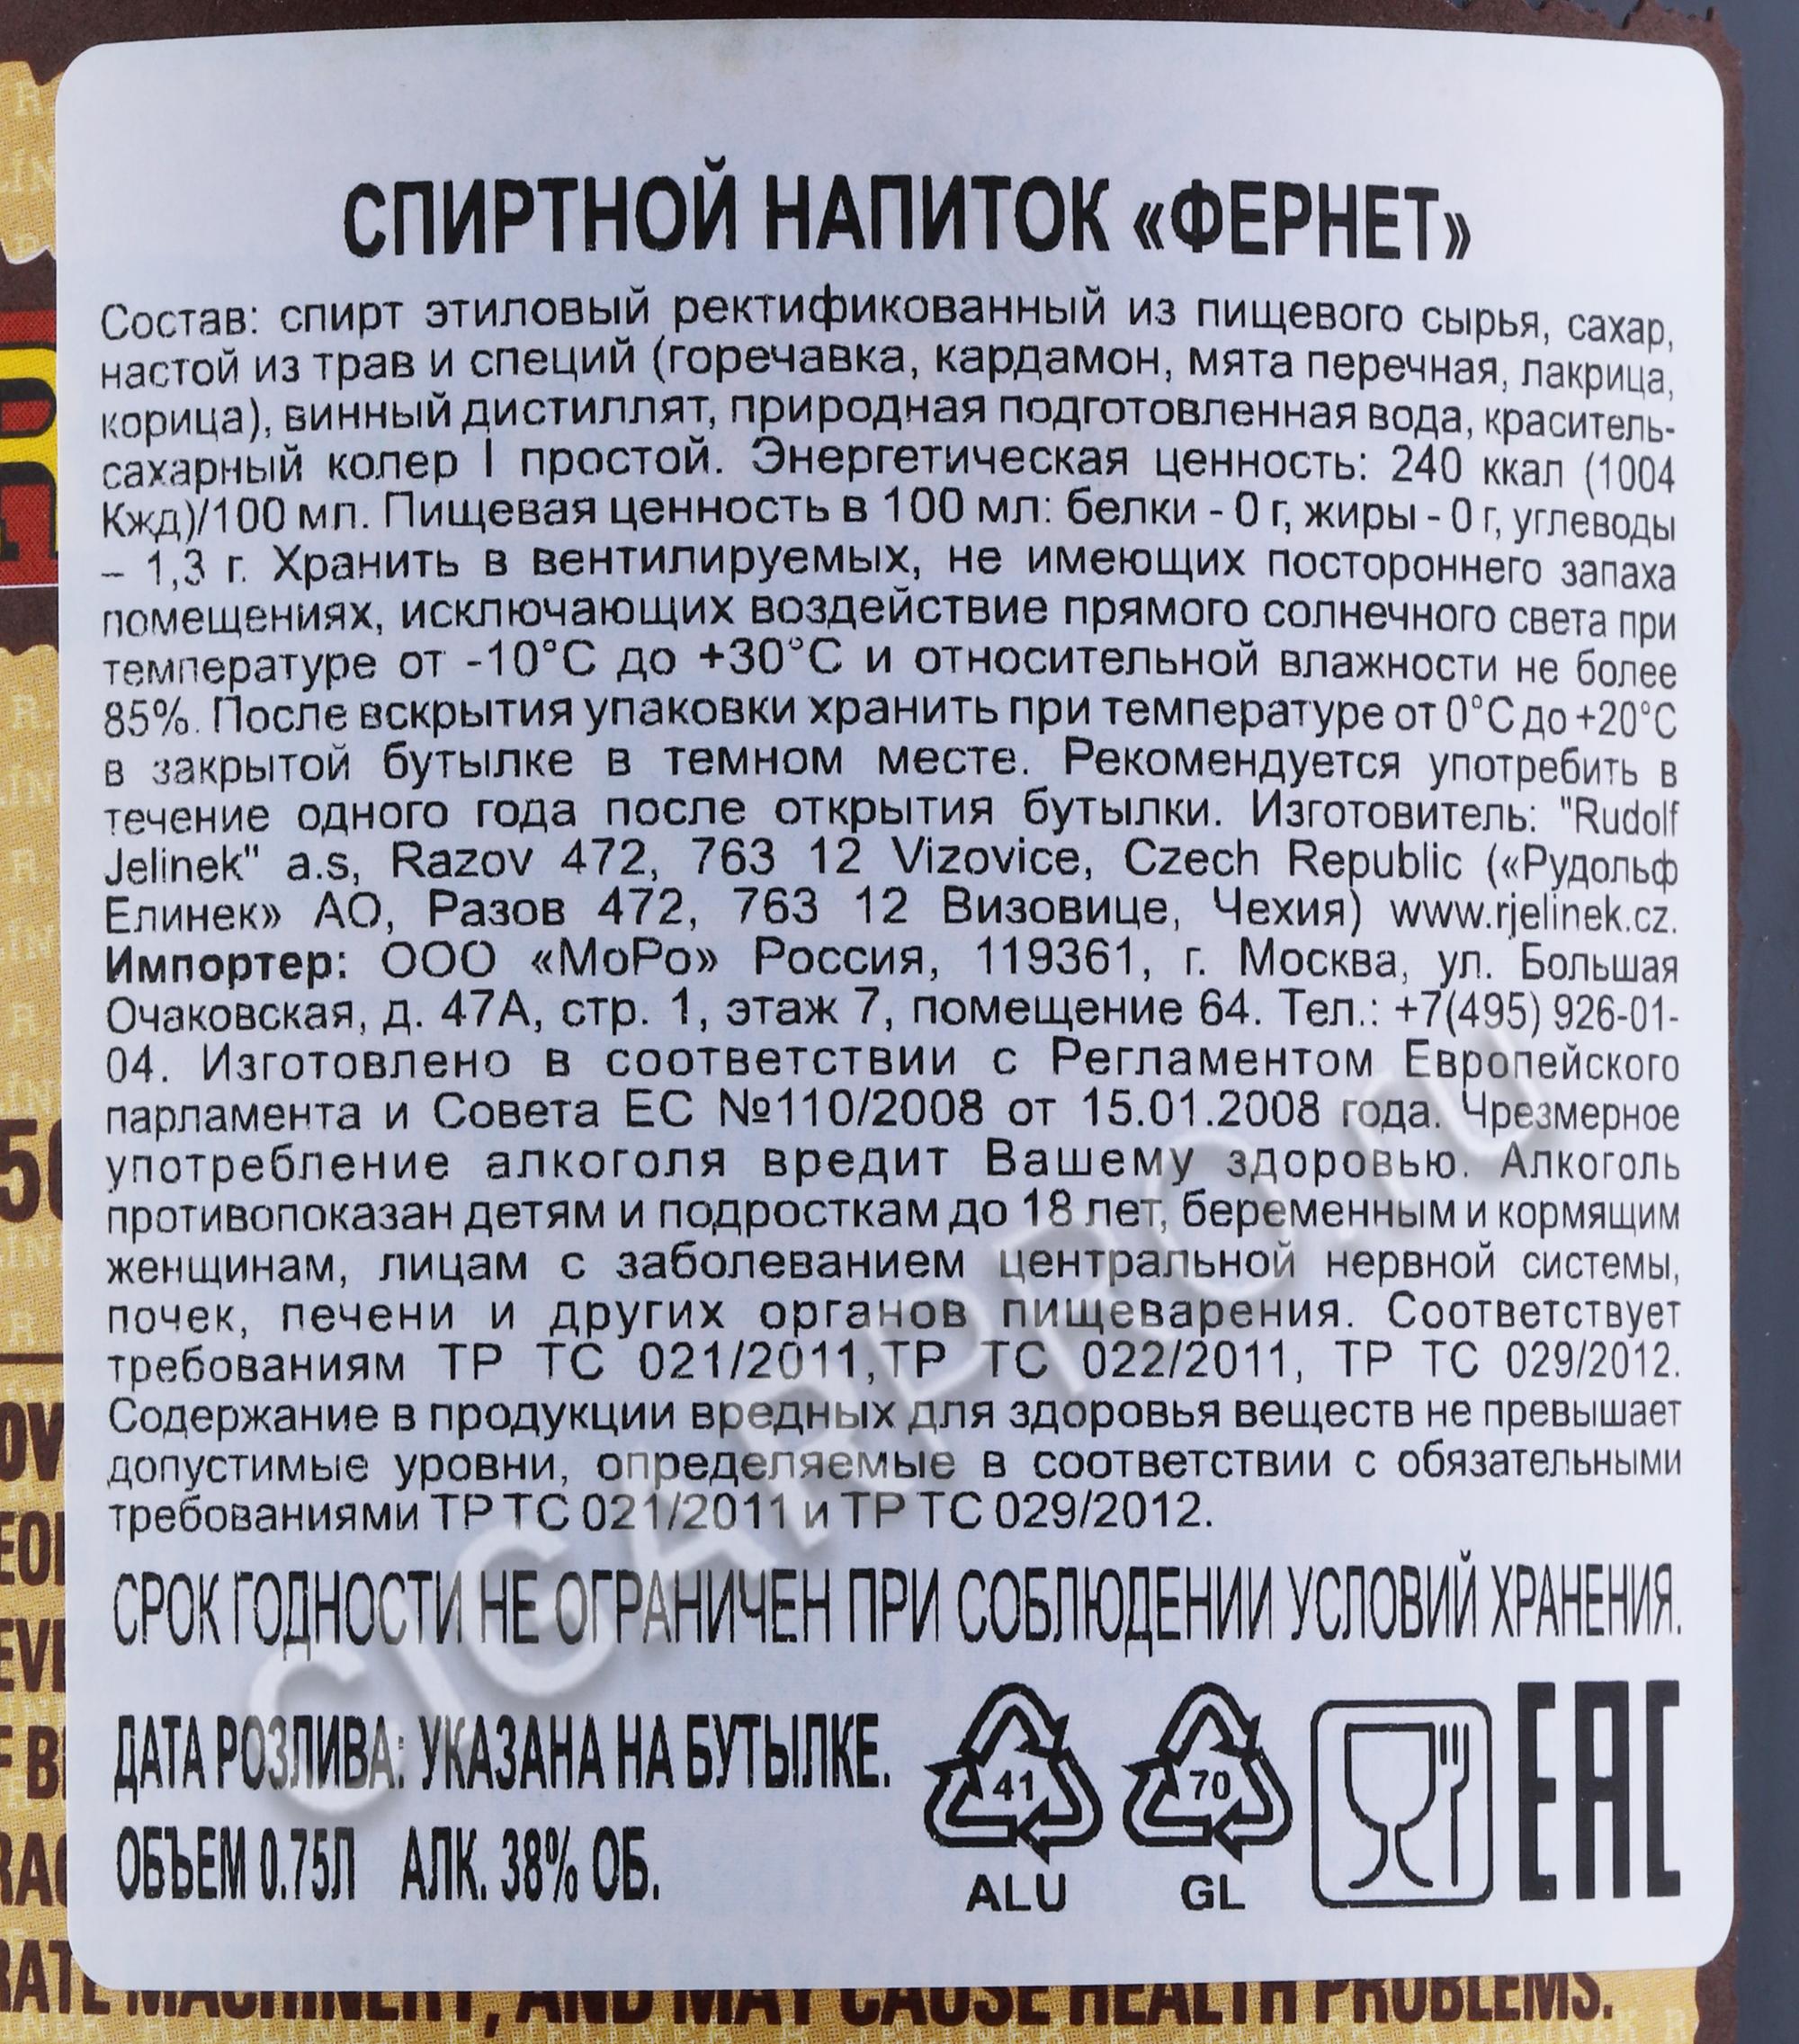 СПИРТНОЙ НАПИТОК «ФЕРНЕТ»
Состав: спирт этиловый ректификованный из пищевого сырья, сахар,
настой из трав и специй (горечавка, кардамон, мята перечная, лакрица,
корица), винный дистиллят, природная подготовленная вода, краситель-
сахарный колер I простой. Энергетическая ценность: 240 ккал (1004
Кжд)/100 мл. Пищевая ценность в 100 мл: белки - 0 г, жиры - 0 г, углеводы
– 1,3 г. Хранить в вентилируемых, не имеющих постороннего запаха
помещениях, исключающих воздействие прямого солнечного света при
температуре от -10°C до +30°C и относительной влажности не более
85%. После вскрытия упаковки хранить при температуре от 0°C до +20°C
в закрытой бутылке в темном месте. Рекомендуется употребить в
течение одного года после открытия бутылки. Изготовитель: "Rudolf
Jelinek" a.s, Razov 472, 763 12 Vizovice, Czech Republic («Рудольф
Елинек» АО, Разов 472, 763 12 Визовице, Чехия) www.rjelinek.cz.
Импортер: ООО «МоРо» Россия, 119361, г. Москва, ул. Большая
Очаковская, д. 47А, стр. 1, этаж 7, помещение 64. Тел.: +7(495) 926-01-
04. Изготовлено в соответствии с Регламентом Европейского
парламента и Совета ЕС №110/2008 от 15.01.2008 года. Чрезмерное
употребление алкоголя вредит Вашему здоровью. Алкоголь
противопоказан детям и подросткам до 18 лет, беременным и кормящим
женщинам, лицам с заболеванием центральной нервной системы,
почек, печени и других органов пищеварения. Соответствует
требованиям ТР ТС 021/2011,ТР ТС 022/2011, ТР ТС 029/2012.
Содержание в продукции вредных для здоровья веществ не превышает
допустимые уровни, определяемые в соответствии с обязательными
требованиями ТР ТС 021/2011 и ТР ТС 029/2012.
СРОК ГОДНОСТИ НЕ ОГРАНИЧЕН ПРИ СОБЛЮДЕНИИ УСЛОВИЙ ХРАНЕНИЯ.
ДАТА РОЗЛИВА: УКАЗАНА НА БУТЫЛКЕ.
ОБЪЕМ 0.75Л АЛК. 38% ОБ.
41
ALU
70
GL
EAC
MACHINERY, AND MAY CAUSE HEALTH PROBLEMS.
CIGARPRO.ru